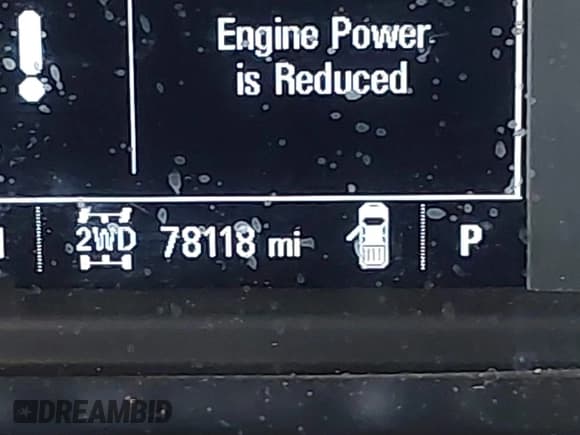 Engine Power
is Reduced
2WD 78118 mi P
DREAMBID